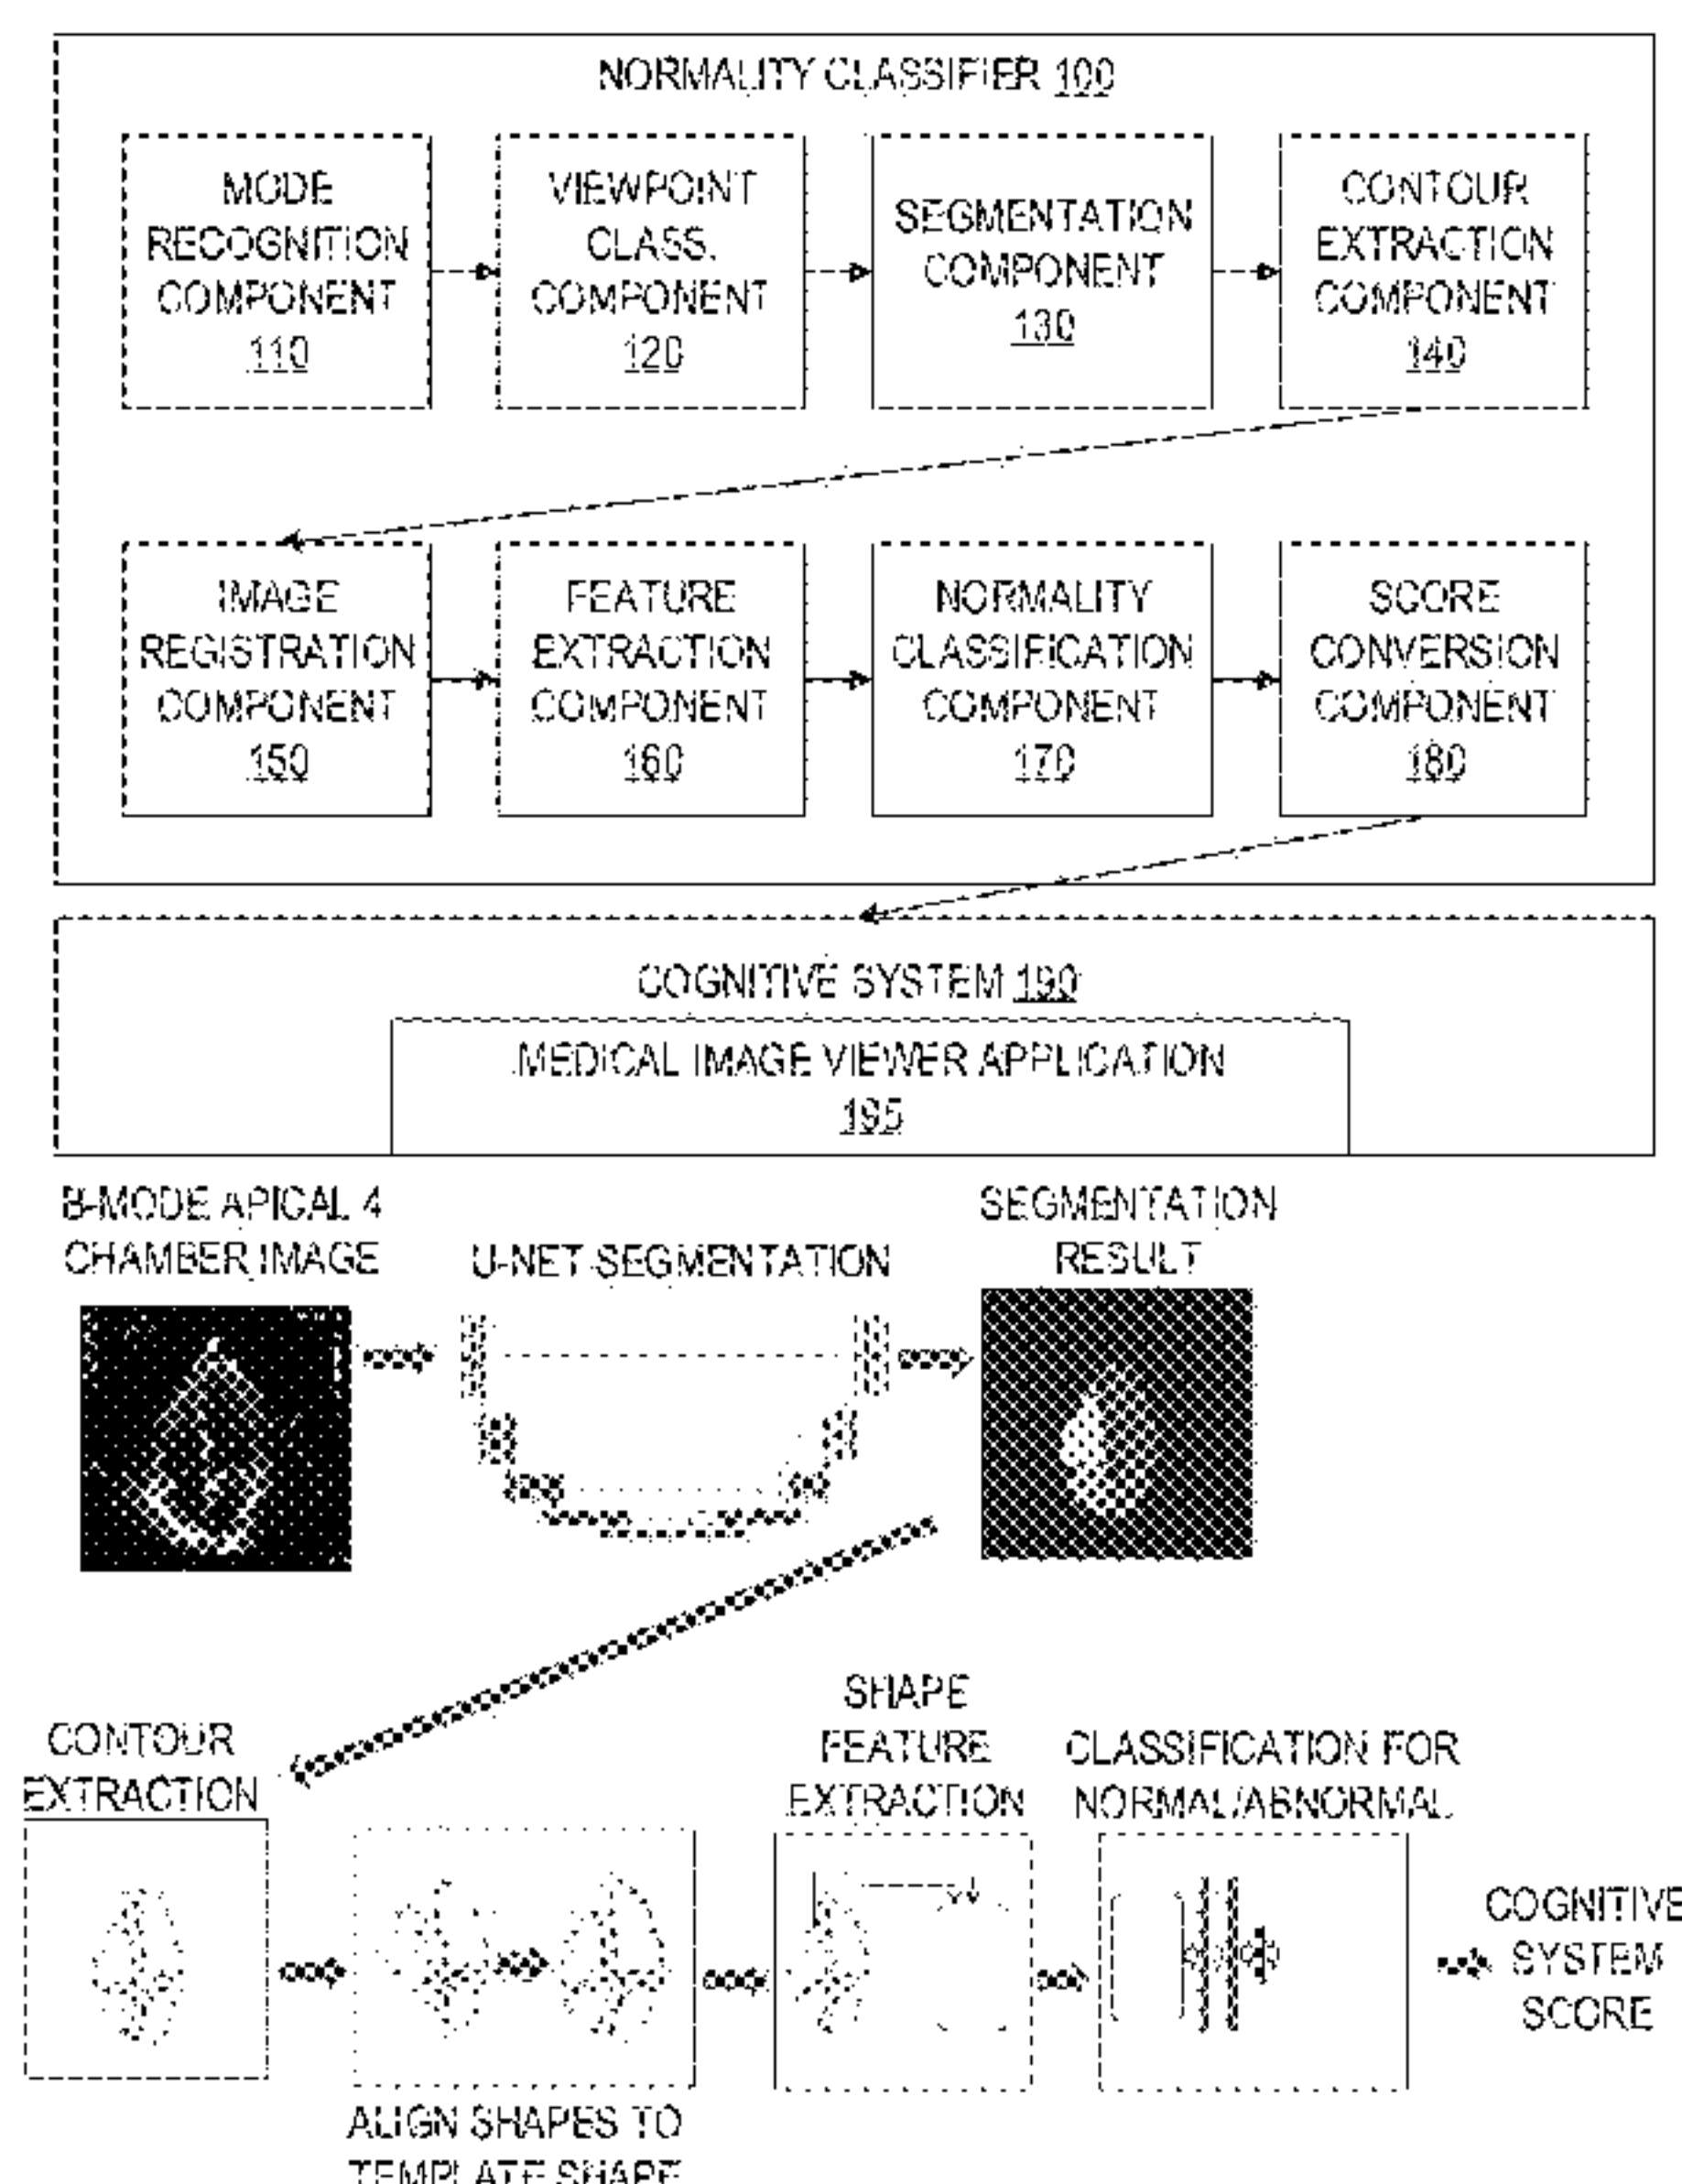 NORMALITY CLASSIFIER 100
MODE
RECOGNITION
COMPONENT
110
VIEWPOINT
CLASS.
COMPONENT
120
SEGMENTATION
COMPONENT
130
CONTOUR
EXTRACTION
COMPONENT
140
IMAGE
REGISTRATION
COMPONENT
150
FEATURE
EXTRACTION
COMPONENT
160
NORMALITY
CLASSIFICATION
COMPONENT
170
SCORE
CONVERSION
COMPONENT
180
COGNITIVE SYSTEM 190
MEDICAL IMAGE VIEWER APPLICATION
195
B-MODE APICAL 4
CHAMBER IMAGE
U-NET SEGMENTATION
SEGMENTATION
RESULT
CONTOUR
EXTRACTION
ALIGN SHAPES TO
TEMPLATE SHAPE
SHAPE
FEATURE
EXTRACTION
CLASSIFICATION FOR
NORMAL/ABNORMAL
COGNITIVE
SYSTEM
SCORE